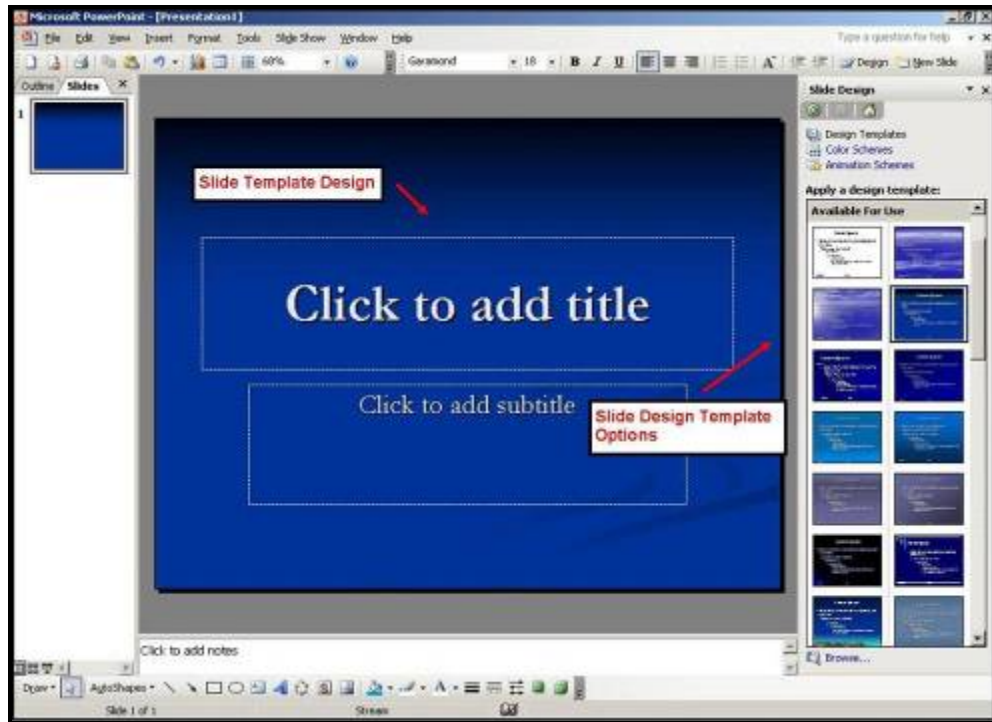 Microsoft PowerPoint - [Presentation1]
File Edit View Insert Format Tools Slide Show Window Help
Type a question for help
68% Garamond 18 B I U A Design New Slide
Outline Slides
Slide Design
1
Design Templates
Color Schemes
Animation Schemes
Apply a design template:
Available For Use
Slide Template Design
Click to add title
Click to add subtitle
Slide Design Template
Options
Click to add notes
Browse...
Draw AutoShapes A
Slide 1 of 1 Stream